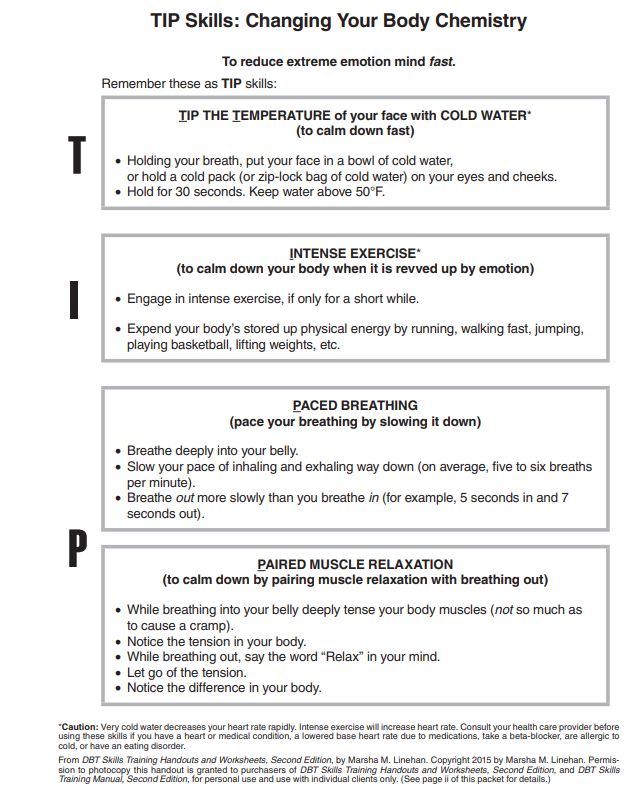 TIP Skills: Changing Your Body Chemistry
To reduce extreme emotion mind fast.
Remember these as TIP skills:
T
TIP THE TEMPERATURE of your face with COLD WATER*
(to calm down fast)
• Holding your breath, put your face in a bowl of cold water,
or hold a cold pack (or zip-lock bag of cold water) on your eyes and cheeks.
• Hold for 30 seconds. Keep water above 50°F.
I
INTENSE EXERCISE*
(to calm down your body when it is revved up by emotion)
• Engage in intense exercise, if only for a short while.
• Expend your body's stored up physical energy by running, walking fast, jumping,
playing basketball, lifting weights, etc.
P
PACED BREATHING
(pace your breathing by slowing it down)
• Breathe deeply into your belly.
• Slow your pace of inhaling and exhaling way down (on average, five to six breaths
per minute).
• Breathe out more slowly than you breathe in (for example, 5 seconds in and 7
seconds out).
PAIRED MUSCLE RELAXATION
(to calm down by pairing muscle relaxation with breathing out)
• While breathing into your belly deeply tense your body muscles (not so much as
to cause a cramp).
• Notice the tension in your body.
• While breathing out, say the word “Relax” in your mind.
• Let go of the tension.
• Notice the difference in your body.
*Caution: Very cold water decreases your heart rate rapidly. Intense exercise will increase heart rate. Consult your health care provider before
using these skills if you have a heart or medical condition, a lowered base heart rate due to medications, take a beta-blocker, are allergic to
cold, or have an eating disorder.
From DBT Skills Training Handouts and Worksheets, Second Edition, by Marsha M. Linehan. Copyright 2015 by Marsha M. Linehan. Permis-
sion to photocopy this handout is granted to purchasers of DBT Skills Training Handouts and Worksheets, Second Edition, and DBT Skills
Training Manual, Second Edition, for personal use and use with individual clients only. (See page ii of this packet for details.)